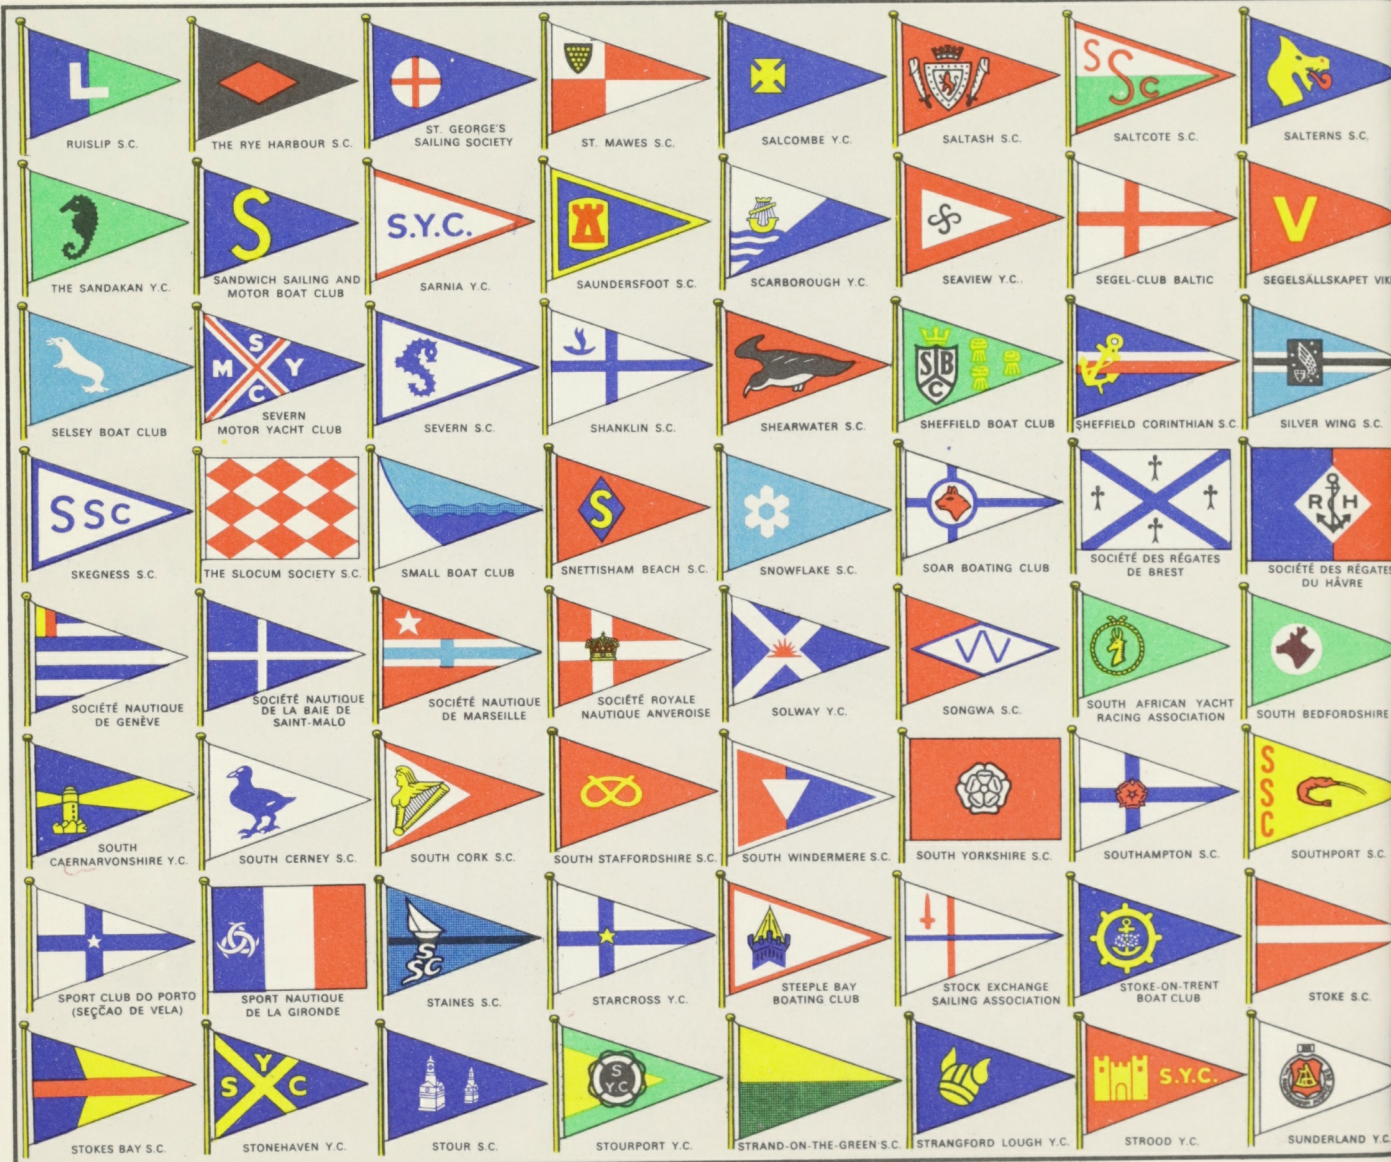 L
RUISLIP S.C.
THE RYE HARBOUR S.C.
ST. GEORGE'S
SAILING SOCIETY
ST. MAWES S.C.
SALCOMBE Y.C.
SALTASH S.C.
S S C
SALTCOTE S.C.
SALTERNS S.C.
THE SANDAKAN Y.C.
S
SANDWICH SAILING AND
MOTOR BOAT CLUB
S.Y.C.
SARNIA Y.C.
SAUNDERSFOOT S.C.
SCARBOROUGH Y.C.
SEAVIEW Y.C..
SEGEL-CLUB BALTIC
V
SEGELSÄLLSKAPET VIK
SELSEY BOAT CLUB
S
M Y
C
SEVERN
MOTOR YACHT CLUB
SEVERN S.C.
SHANKLIN S.C.
SHEARWATER S.C.
SBC
SHEFFIELD BOAT CLUB
SHEFFIELD CORINTHIAN S.C.
SILVER WING S.C.
SSC
SKEGNESS S.C.
THE SLOCUM SOCIETY S.C.
SMALL BOAT CLUB
S
SNETTISHAM BEACH S.C.
SNOWFLAKE S.C.
SOAR BOATING CLUB
SOCIÉTÉ DES RÉGATES
DE BREST
R H
SOCIÉTÉ DES RÉGATES
DU HÂVRE
SOCIÉTÉ NAUTIQUE
DE GENÈVE
SOCIÉTÉ NAUTIQUE
DE LA BAIE DE
SAINT-MALO
SOCIÉTÉ NAUTIQUE
DE MARSEILLE
SOCIÉTÉ ROYALE
NAUTIQUE ANVEROISE
SOLWAY Y.C.
W
SONGWA S.C.
SOUTH AFRICAN YACHT
RACING ASSOCIATION
SOUTH BEDFORDSHIRE
SOUTH
CAERNARVONSHIRE Y.C.
SOUTH CERNEY S.C.
SOUTH CORK S.C.
SOUTH STAFFORDSHIRE S.C.
SOUTH WINDERMERE S.C.
SOUTH YORKSHIRE S.C.
SOUTHAMPTON S.C.
S
S
C
SOUTHPORT S.C.
SPORT CLUB DO PORTO
(SEÇÇAO DE VELA)
SPORT NAUTIQUE
DE LA GIRONDE
S
SC
STAINES S.C.
STARCROSS Y.C.
STEEPLE BAY
BOATING CLUB
STOCK EXCHANGE
SAILING ASSOCIATION
STOKE-ON-TRENT
BOAT CLUB
STOKE S.C.
STOKES BAY S.C.
Y
S C
STONEHAVEN Y.C.
STOUR S.C.
S
Y.C
STOURPORT Y.C.
STRAND-ON-THE-GREEN S.C.
STRANGFORD LOUGH Y.C.
S.Y.C.
STROOD Y.C.
SUNDERLAND Y.C.